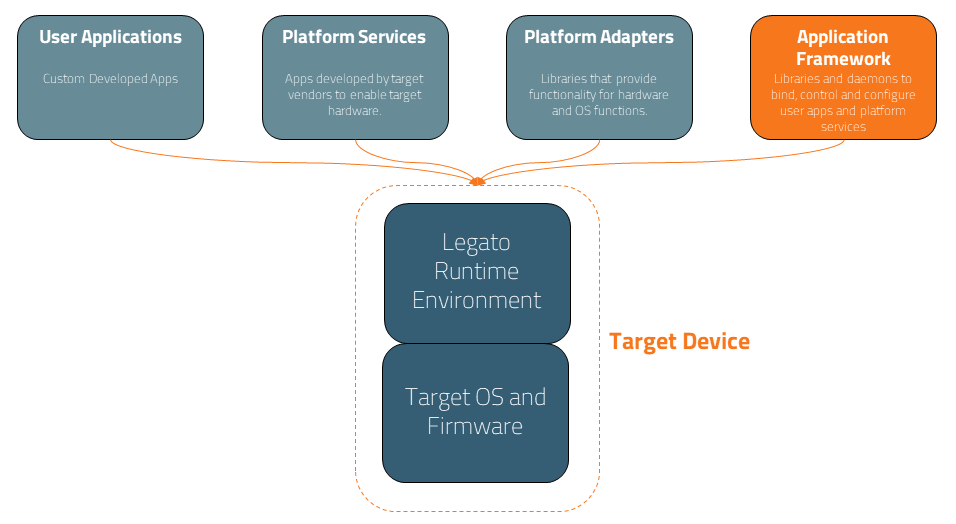 User Applications
Custom Developed Apps
Platform Services
Apps developed by target
vendors to enable target
hardware.
Platform Adapters
Libraries that provide
functionality for hardware
and OS functions.
Application
Framework
Libraries and daemons to
bind, control and configure
user apps and platform
services
Legato
Runtime
Environment
Target Device
Target OS and
Firmware